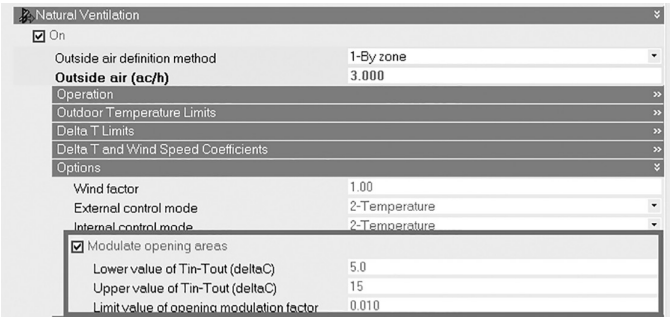 Natural Ventilation
On
Outside air definition method 1-By zone
Outside air (ac/h) 3.000
Operation
Outdoor Temperature Limits
Delta T Limits
Delta T and Wind Speed Coefficients
Options
Wind factor 1.00
External control mode 2-Temperature
Internal control mode 2-Temperature
Modulate opening areas
Lower value of Tin-Tout (deltaC) 5.0
Upper value of Tin-Tout (deltaC) 15
Limit value of opening modulation factor 0.010